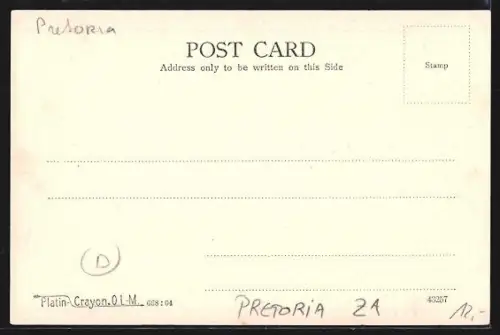 Pretoria
POST CARD
Address only to be written on this Side
Stamp
D
Platin-Crayon. O.L.M. 668:04
PRETORIA ZA
43257
12,-